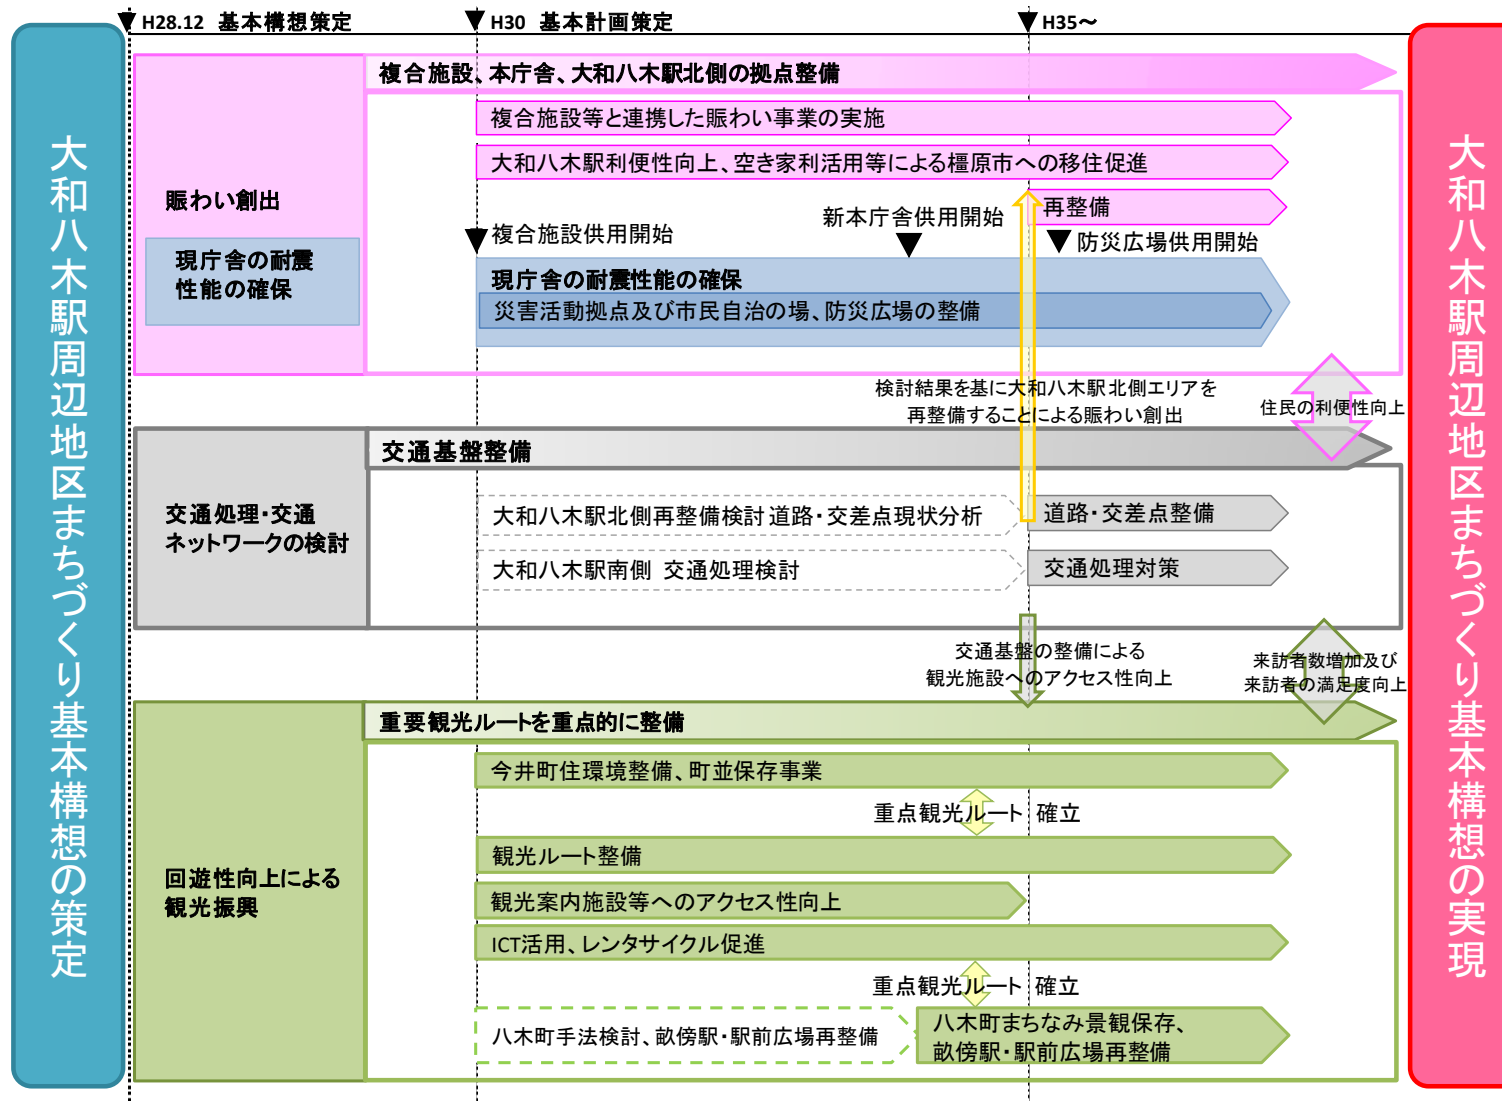 H28.12 基本構想策定
H30 基本計画策定
H35～
大和八木駅周辺地区まちづくり基本構想の策定
複合施設、本庁舎、大和八木駅北側の拠点整備
複合施設等と連携した賑わい事業の実施
大和八木駅利便性向上、空き家利活用等による橿原市への移住促進
賑わい創出
再整備
新本庁舎供用開始
複合施設供用開始
防災広場供用開始
現庁舎の耐震
性能の確保
現庁舎の耐震性能の確保
災害活動拠点及び市民自治の場、防災広場の整備
検討結果を基に大和八木駅北側エリアを
再整備することによる賑わい創出
住民の利便性向上
交通基盤整備
交通処理・交通
ネットワークの検討
大和八木駅北側再整備検討 道路・交差点現状分析
道路・交差点整備
大和八木駅南側 交通処理検討
交通処理対策
交通基盤の整備による
観光施設へのアクセス性向上
来訪者数増加及び
来訪者の満足度向上
重要観光ルートを重点的に整備
今井町住環境整備、町並保存事業
重点観光ルート 確立
観光ルート整備
回遊性向上による
観光振興
観光案内施設等へのアクセス性向上
ICT活用、レンタサイクル促進
重点観光ルート 確立
八木町手法検討、畝傍駅・駅前広場再整備
八木町まちなみ景観保存、
畝傍駅・駅前広場再整備
大和八木駅周辺地区まちづくり基本構想の実現